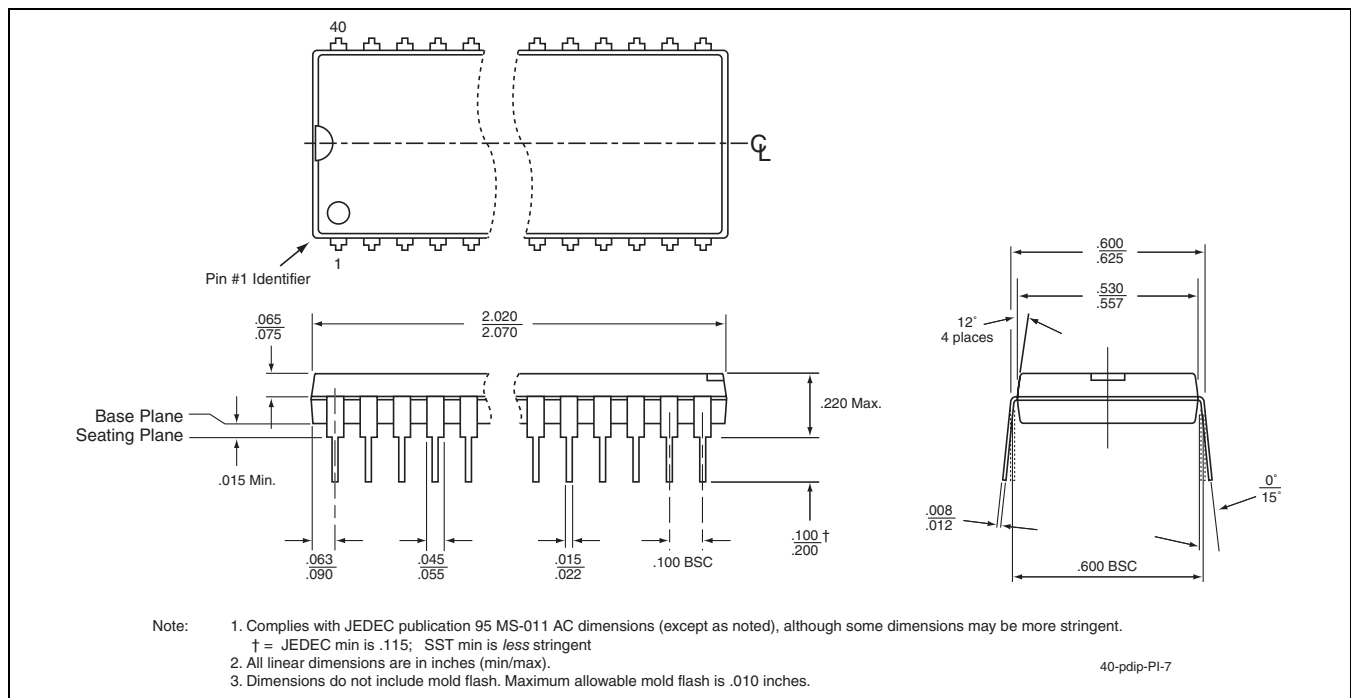 40
C
L
1
Pin #1 Identifier
.600
.625
.530
.557
12°
4 places
.065
.075
2.020
2.070
Base Plane
Seating Plane
.220 Max.
.015 Min.
.063
.090
.045
.055
.015
.022
.100 BSC
.100 †
.200
.008
.012
0°
15°
.600 BSC
Note: 1. Complies with JEDEC publication 95 MS-011 AC dimensions (except as noted), although some dimensions may be more stringent.
† = JEDEC min is .115; SST min is less stringent
2. All linear dimensions are in inches (min/max).
3. Dimensions do not include mold flash. Maximum allowable mold flash is .010 inches.
40-pdip-PI-7